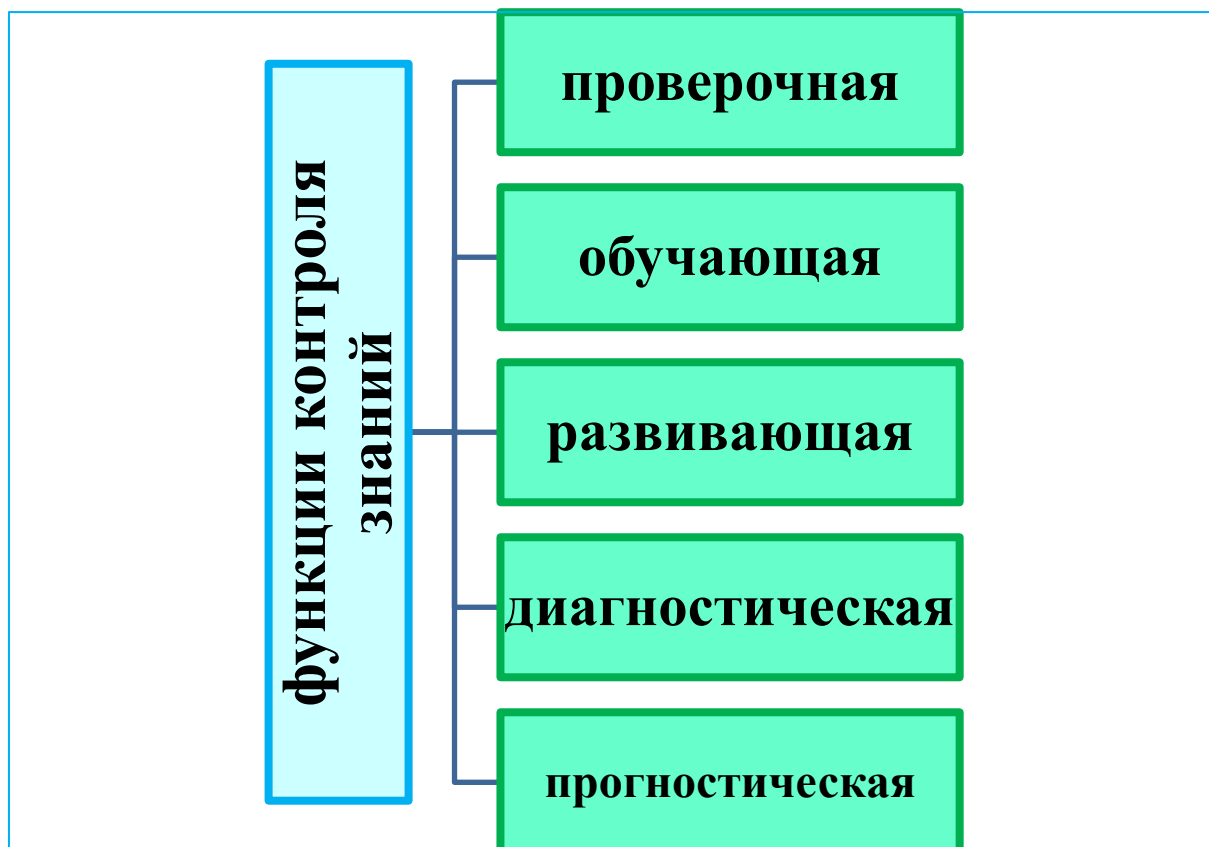 функции контроля
знаний
проверочная
обучающая
развивающая
диагностическая
прогностическая